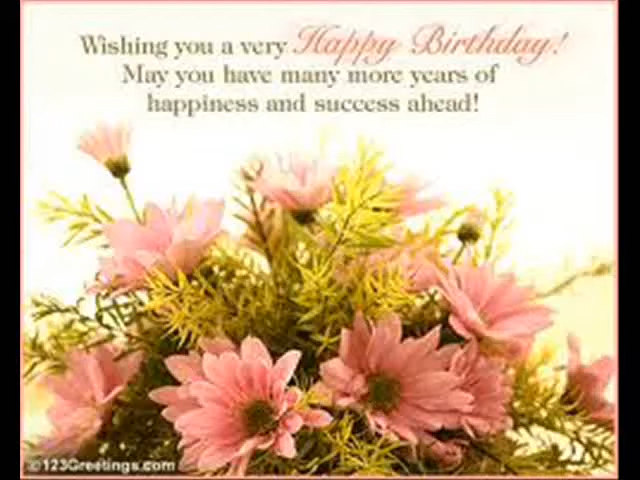 Wishing you a very Happy Birthday!
May you have many more years of
happiness and success ahead!
©123Greetings.com